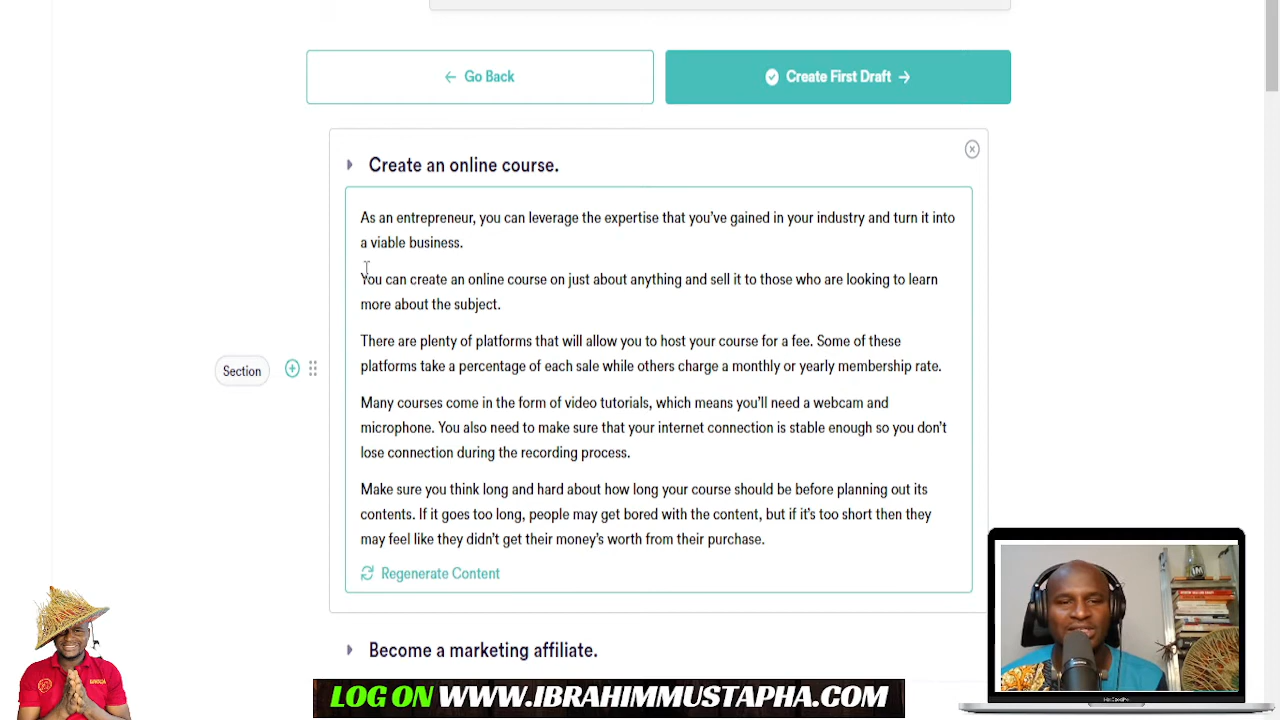 ← Go Back
Create First Draft →
Create an online course.
As an entrepreneur, you can leverage the expertise that you've gained in your industry and turn it into
a viable business.
You can create an online course on just about anything and sell it to those who are looking to learn
more about the subject.
There are plenty of platforms that will allow you to host your course for a fee. Some of these
platforms take a percentage of each sale while others charge a monthly or yearly membership rate.
Section
Many courses come in the form of video tutorials, which means you'll need a webcam and
microphone. You also need to make sure that your internet connection is stable enough so you don't
lose connection during the recording process.
Make sure you think long and hard about how long your course should be before planning out its
contents. If it goes too long, people may get bored with the content, but if it's too short then they
may feel like they didn't get their money's worth from their purchase.
Regenerate Content
Become a marketing affiliate.
LOG ON WWW.IBRAHIMMUSTAPHA.COM